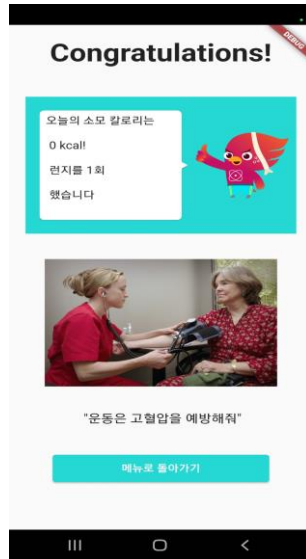 DEBUG
Congratulations!
오늘의 소모 칼로리는
0 kcal!
런지를 1회
했습니다
"운동은 고혈압을 예방해줘"
메뉴로 돌아가기